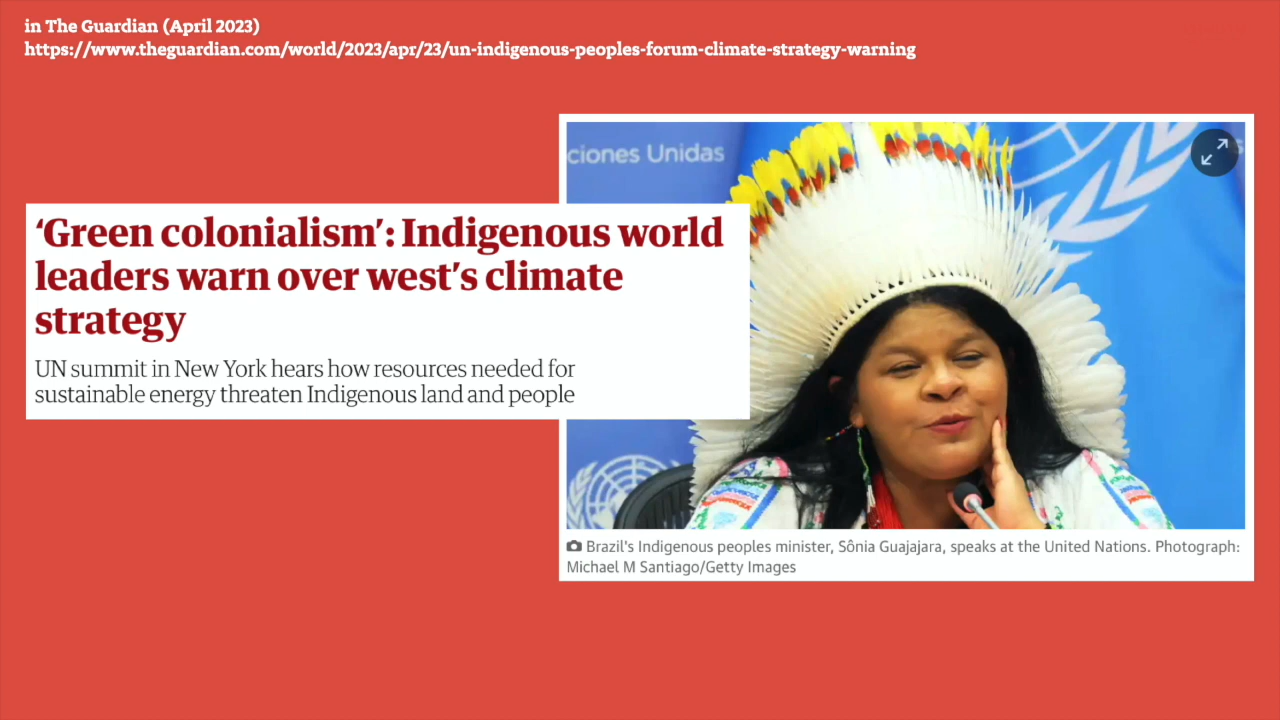 in The Guardian (April 2023)
https://www.theguardian.com/world/2023/apr/23/un-indigenous-peoples-forum-climate-strategy-warning
ciones Unidas
‘Green colonialism’: Indigenous world
leaders warn over west’s climate
strategy
UN summit in New York hears how resources needed for
sustainable energy threaten Indigenous land and people
Brazil's Indigenous peoples minister, Sônia Guajajara, speaks at the United Nations. Photograph:
Michael M Santiago/Getty Images